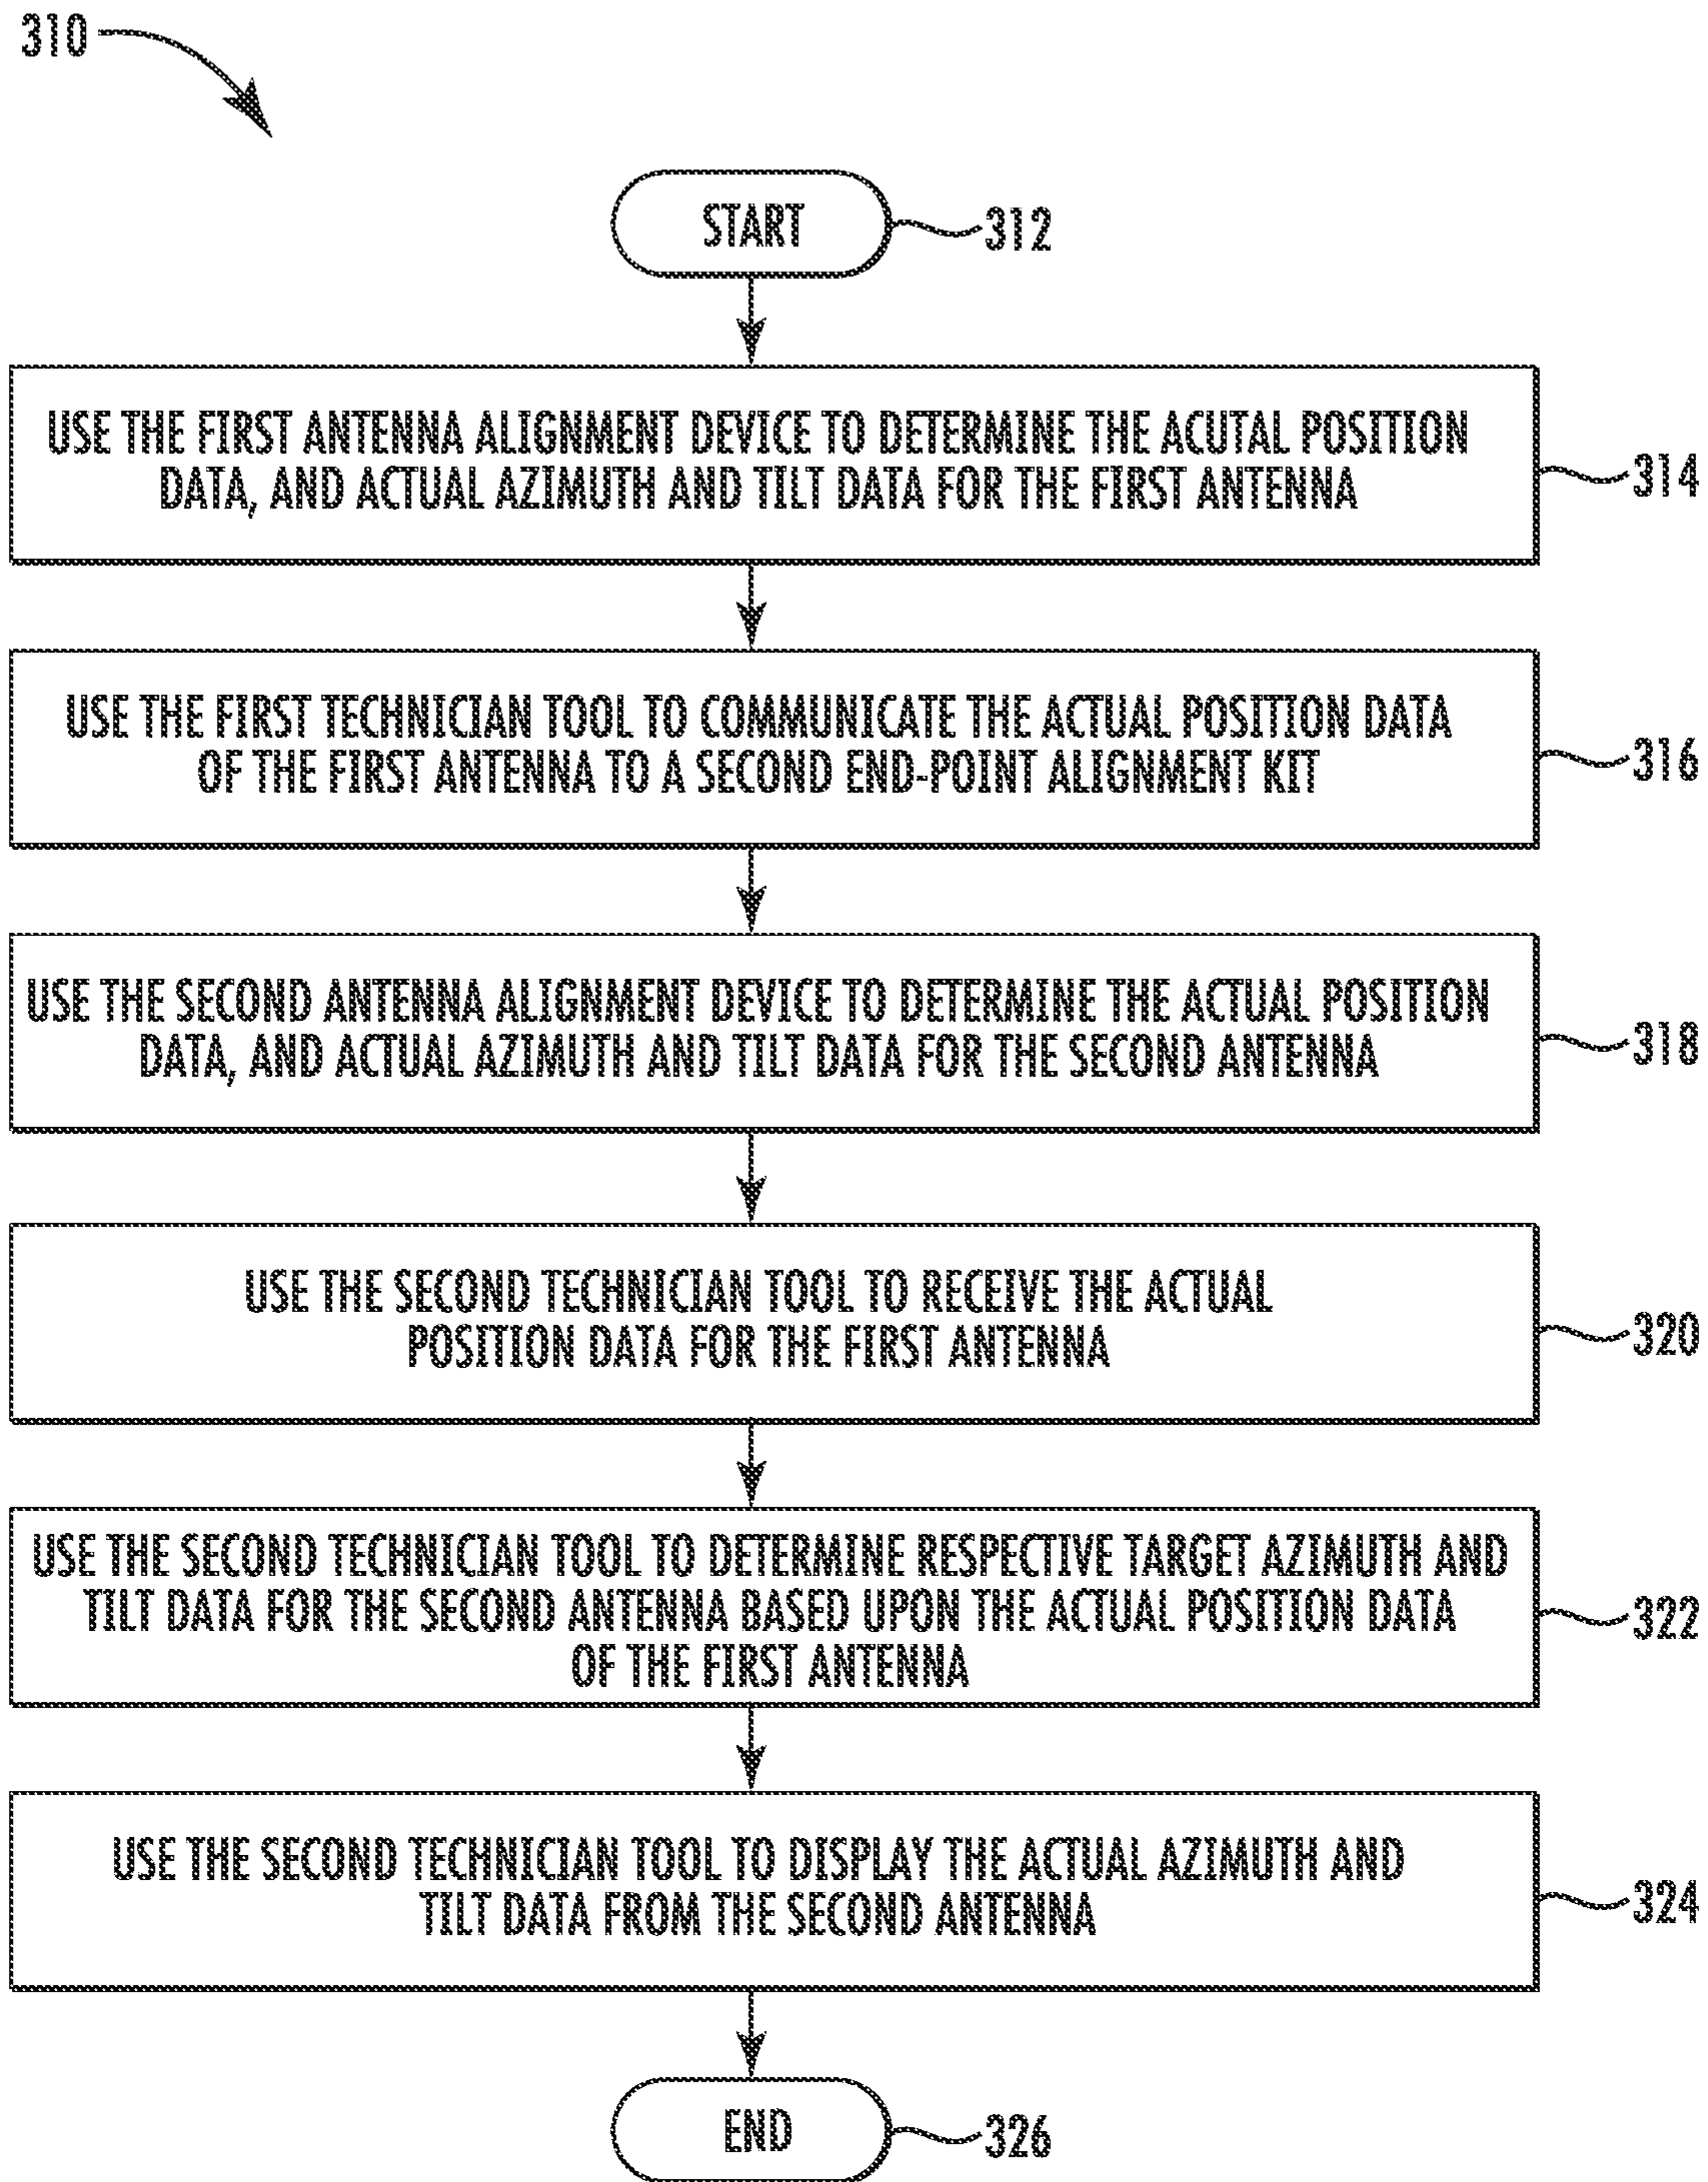 310
START
312
USE THE FIRST ANTENNA ALIGNMENT DEVICE TO DETERMINE THE ACUTAL POSITION
DATA, AND ACTUAL AZIMUTH AND TILT DATA FOR THE FIRST ANTENNA
314
USE THE FIRST TECHNICIAN TOOL TO COMMUNICATE THE ACTUAL POSITION DATA
OF THE FIRST ANTENNA TO A SECOND END-POINT ALIGNMENT KIT
316
USE THE SECOND ANTENNA ALIGNMENT DEVICE TO DETERMINE THE ACTUAL POSITION
DATA, AND ACTUAL AZIMUTH AND TILT DATA FOR THE SECOND ANTENNA
318
USE THE SECOND TECHNICIAN TOOL TO RECEIVE THE ACTUAL
POSITION DATA FOR THE FIRST ANTENNA
320
USE THE SECOND TECHNICIAN TOOL TO DETERMINE RESPECTIVE TARGET AZIMUTH AND
TILT DATA FOR THE SECOND ANTENNA BASED UPON THE ACTUAL POSITION DATA
OF THE FIRST ANTENNA
322
USE THE SECOND TECHNICIAN TOOL TO DISPLAY THE ACTUAL AZIMUTH AND
TILT DATA FROM THE SECOND ANTENNA
324
END
326